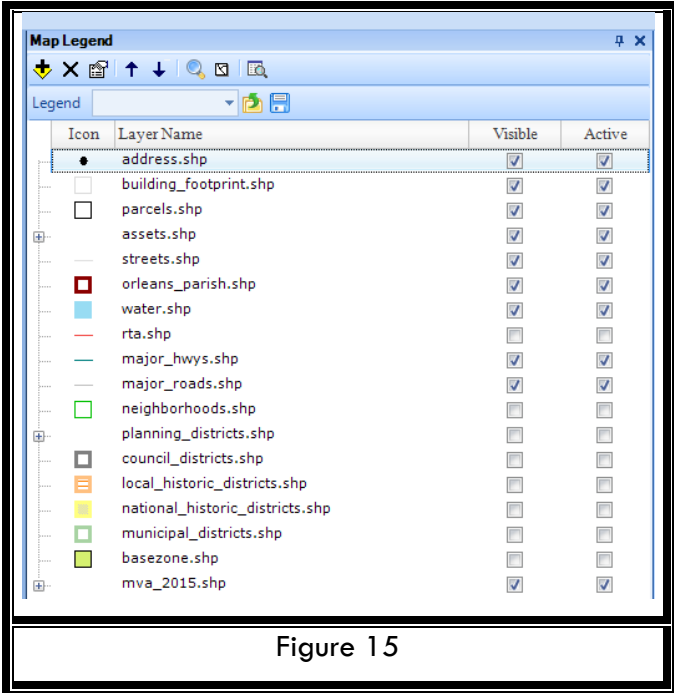 Map Legend
Legend
Icon Layer Name Visible Active
address.shp
building_footprint.shp
parcels.shp
assets.shp
streets.shp
orleans_parish.shp
water.shp
rta.shp
major_hwys.shp
major_roads.shp
neighborhoods.shp
planning_districts.shp
council_districts.shp
local_historic_districts.shp
national_historic_districts.shp
municipal_districts.shp
basezone.shp
mva_2015.shp
Figure 15